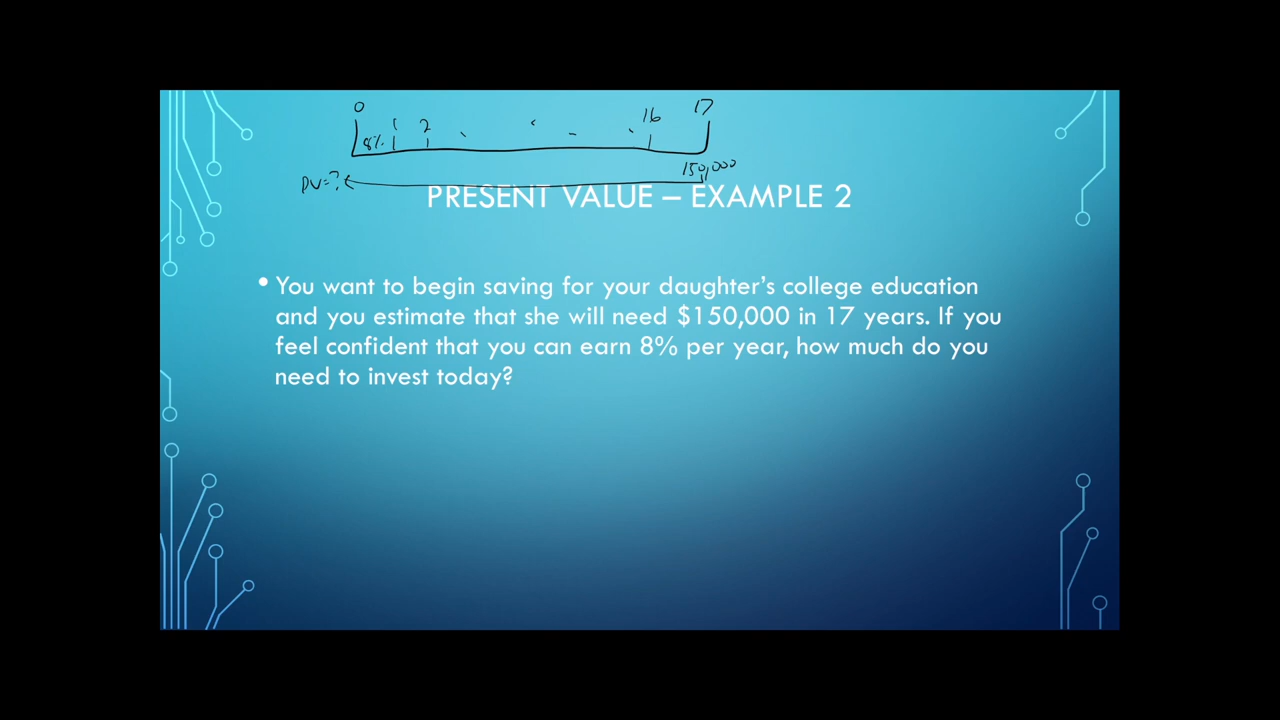 0 17
8% 1 2 16
150,000
PV=?
PRESENT VALUE – EXAMPLE 2
• You want to begin saving for your daughter's college education
and you estimate that she will need $150,000 in 17 years. If you
feel confident that you can earn 8% per year, how much do you
need to invest today?